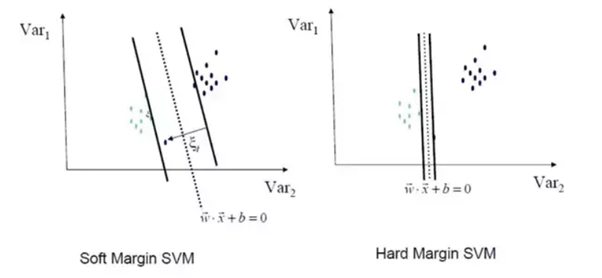 Var₁
ξᵢ
Var₂
w⃗ · x⃗ + b = 0
Soft Margin SVM
Var₁
Var₂
w⃗ · x⃗ + b = 0
Hard Margin SVM